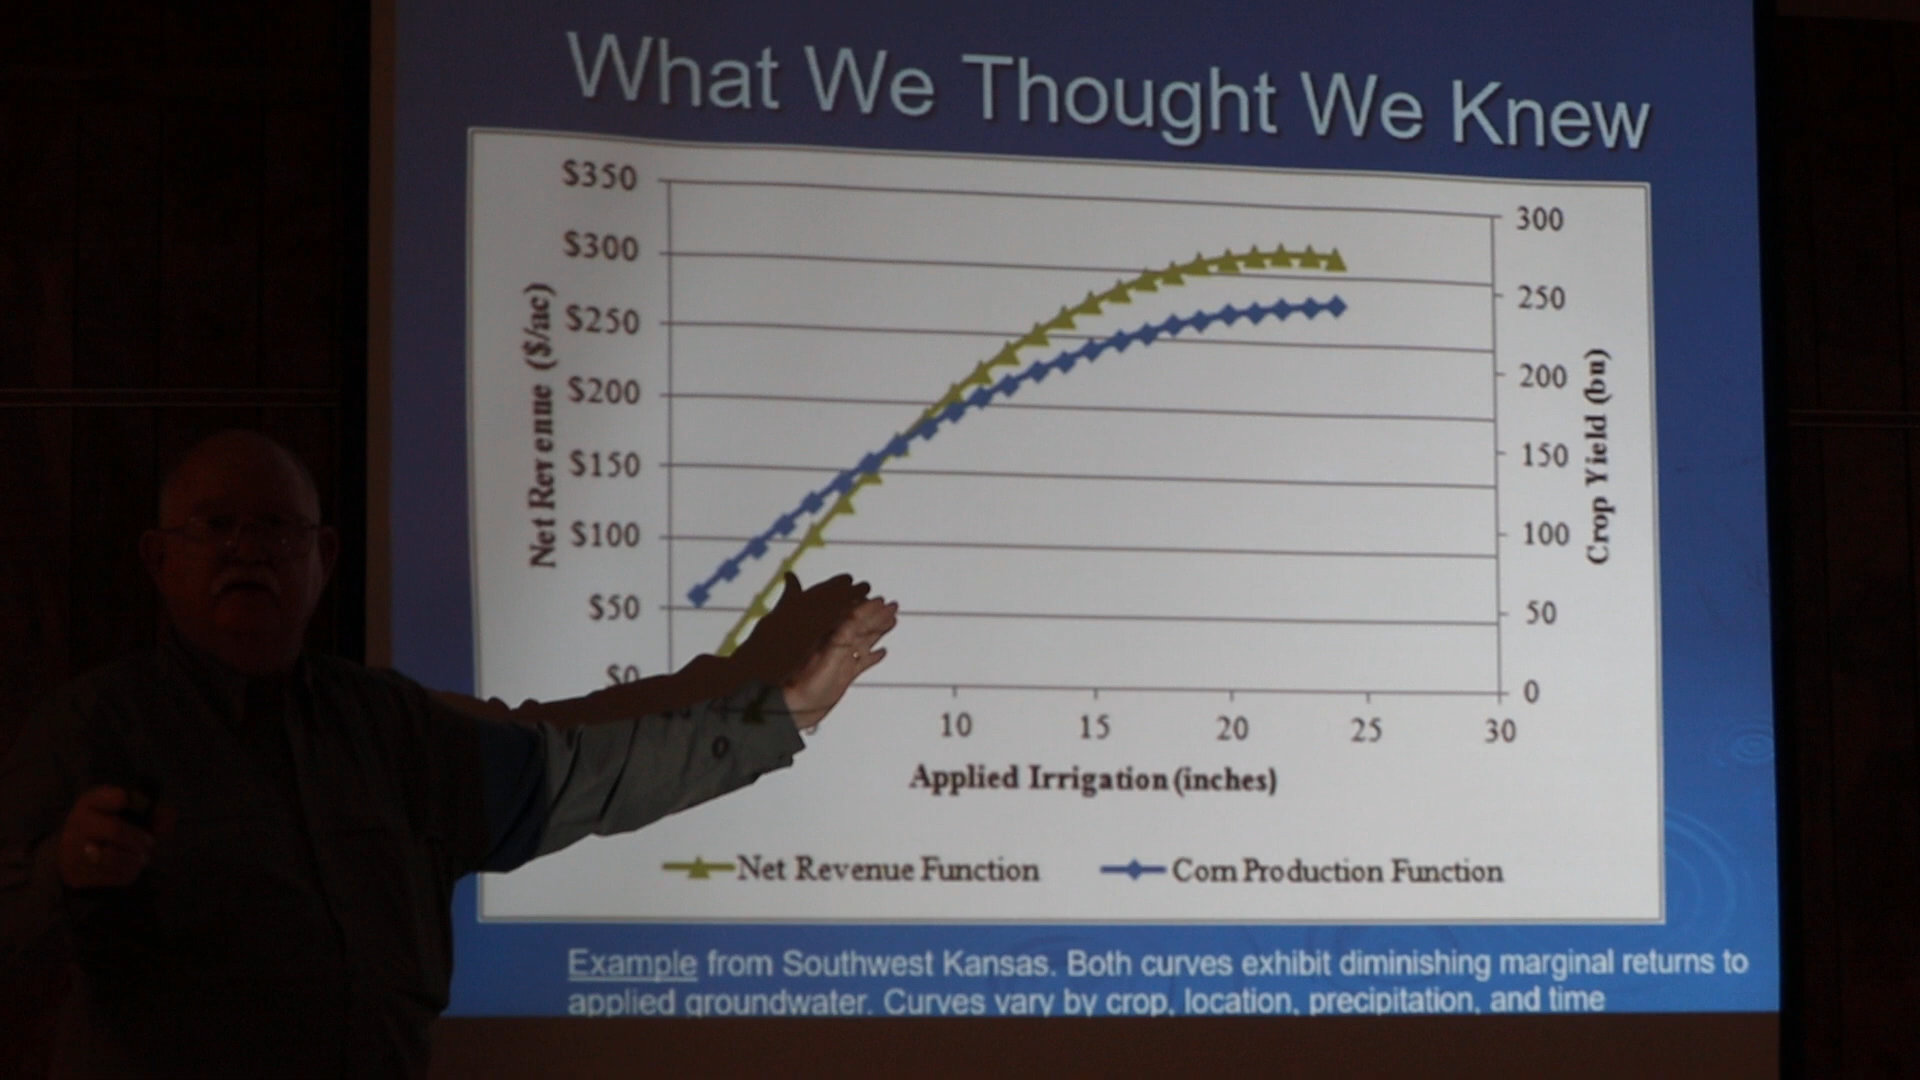 What We Thought We Knew
$350
$300
$250
$200
$150
$100
$50
$0
Net Revenue ($/ac)
300
250
200
150
100
50
0
Crop Yield (bu)
10
15
20
25
30
Applied Irrigation (inches)
Net Revenue Function
Corn Production Function
Example from Southwest Kansas. Both curves exhibit diminishing marginal returns to
applied groundwater. Curves vary by crop, location, precipitation, and time